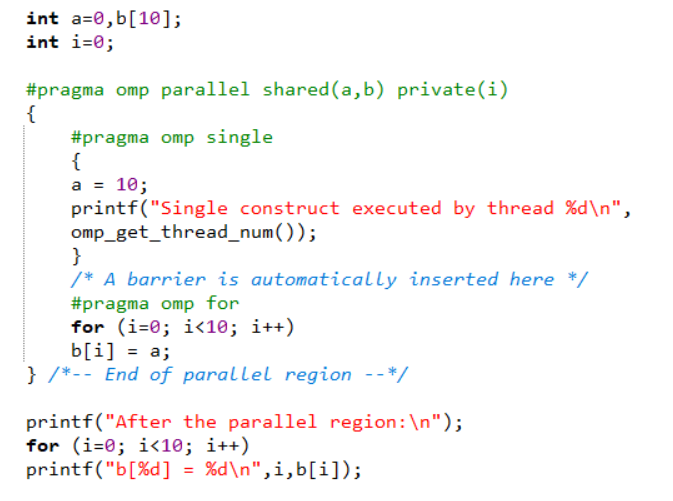 int a=0,b[10];
int i=0;

#pragma omp parallel shared(a,b) private(i)
{
    #pragma omp single
    {
    a = 10;
    printf("Single construct executed by thread %d\n",
    omp_get_thread_num());
    }
    /* A barrier is automatically inserted here */
    #pragma omp for
    for (i=0; i<10; i++)
    b[i] = a;
} /*-- End of parallel region --*/

printf("After the parallel region:\n");
for (i=0; i<10; i++)
printf("b[%d] = %d\n",i,b[i]);